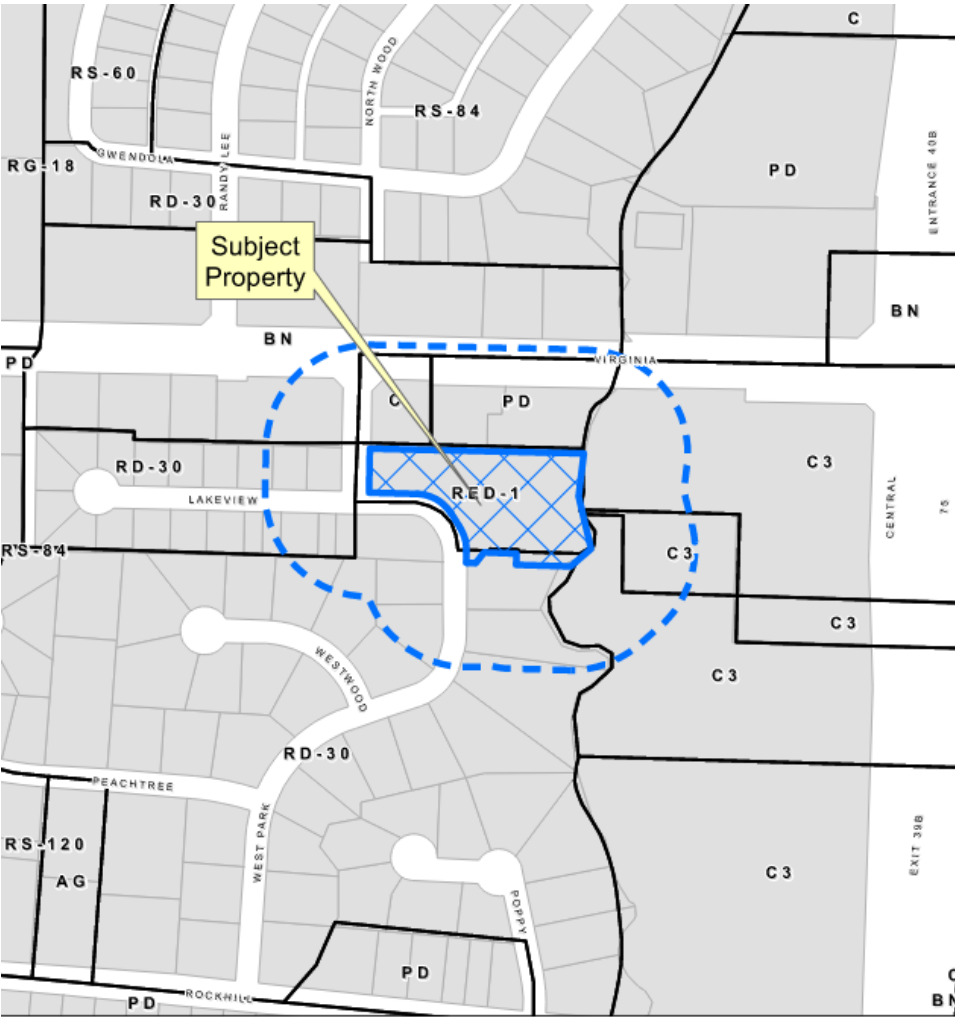 C
RS-60
NORTH WOOD
RS-84
ENTRANCE 40B
GWENDOLA
RANDY LEE
RG-18
PD
RD-30
Subject
Property
BN
BN
PD
VIRGINIA
C
PD
RD-30
C3
RED-1
LAKEVIEW
CENTRAL
75
RS-84
C3
C3
WESTWOOD
C3
RD-30
PEACHTREE
WEST PARK
RS-120
EXIT 39B
AG
C3
POPPY
PD
C
ROCKHILL
PD
BN